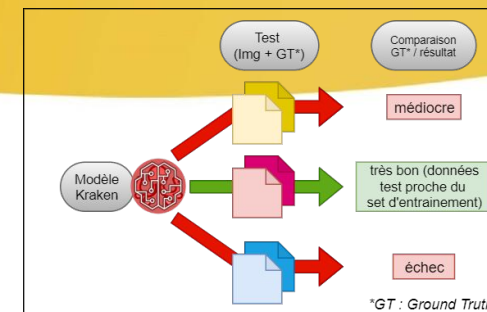 Test
(Img + GT*)
Comparaison
GT* / résultat
médiocre
Modèle
Kraken
très bon (données
test proche du
set d'entrainement)
échec
*GT : Ground Truth